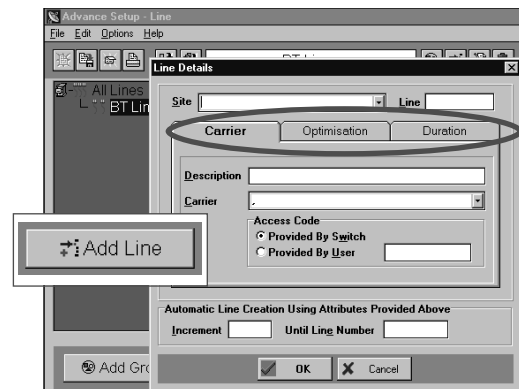 Advance Setup - Line
File Edit Options Help
BT Lin
Line Details
All Lines
BT Lin
Site Line
Carrier Optimisation Duration
Description
Carrier ,
Access Code
Provided By Switch
Provided By User
Add Line
Automatic Line Creation Using Attributes Provided Above
Increment Until Line Number
Add Gro
OK Cancel